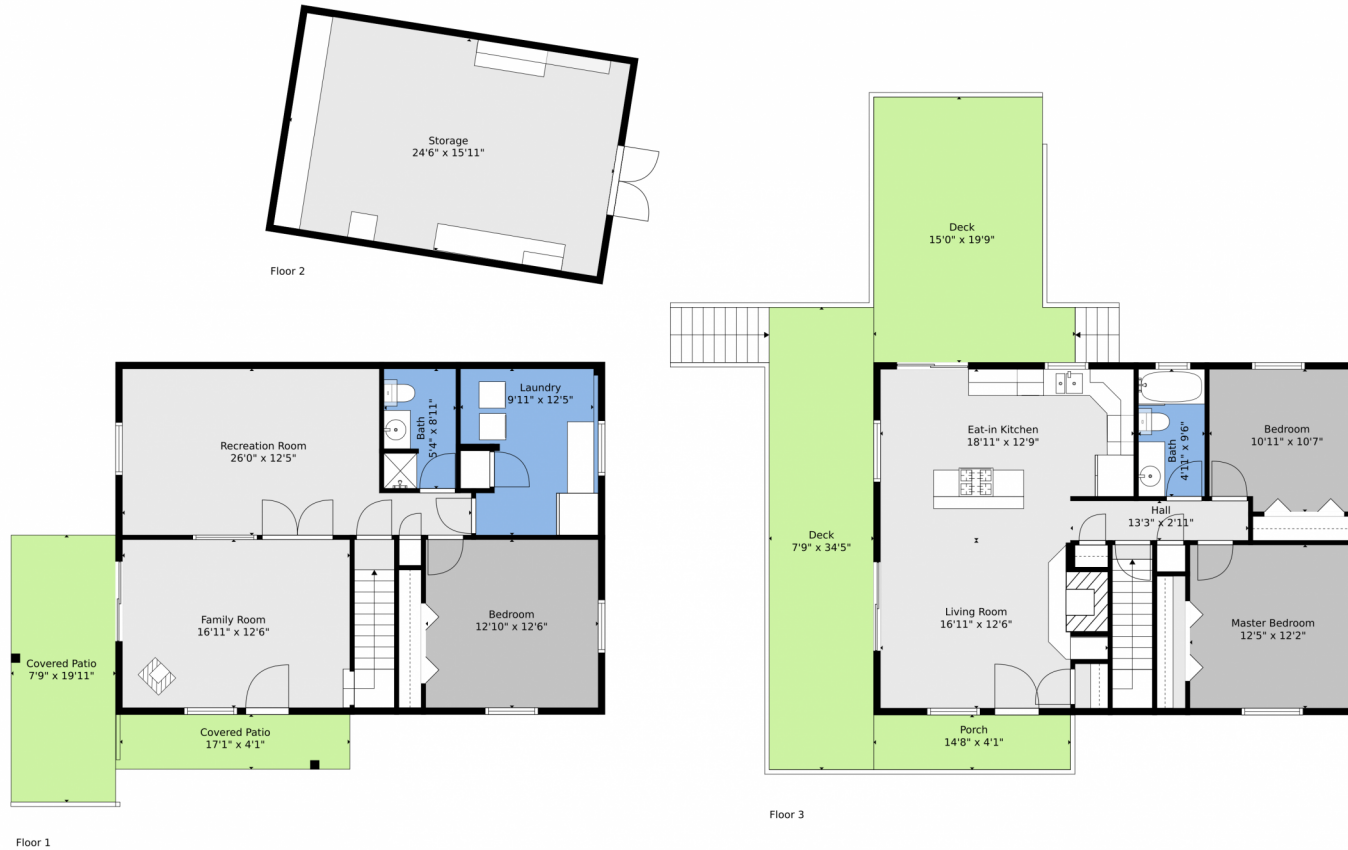 Storage
24'6" x 15'11"
Floor 2
Recreation Room
26'0" x 12'5"
Bath
5'4" x 8'11"
Laundry
9'11" x 12'5"
Family Room
16'11" x 12'6"
Bedroom
12'10" x 12'6"
Covered Patio
7'9" x 19'11"
Covered Patio
17'1" x 4'1"
Floor 1
Deck
15'0" x 19'9"
Eat-in Kitchen
18'11" x 12'9"
Bath
4'11" x 9'6"
Bedroom
10'11" x 10'7"
Hall
13'3" x 2'11"
Deck
7'9" x 34'5"
Living Room
16'11" x 12'6"
Master Bedroom
12'5" x 12'2"
Porch
14'8" x 4'1"
Floor 3